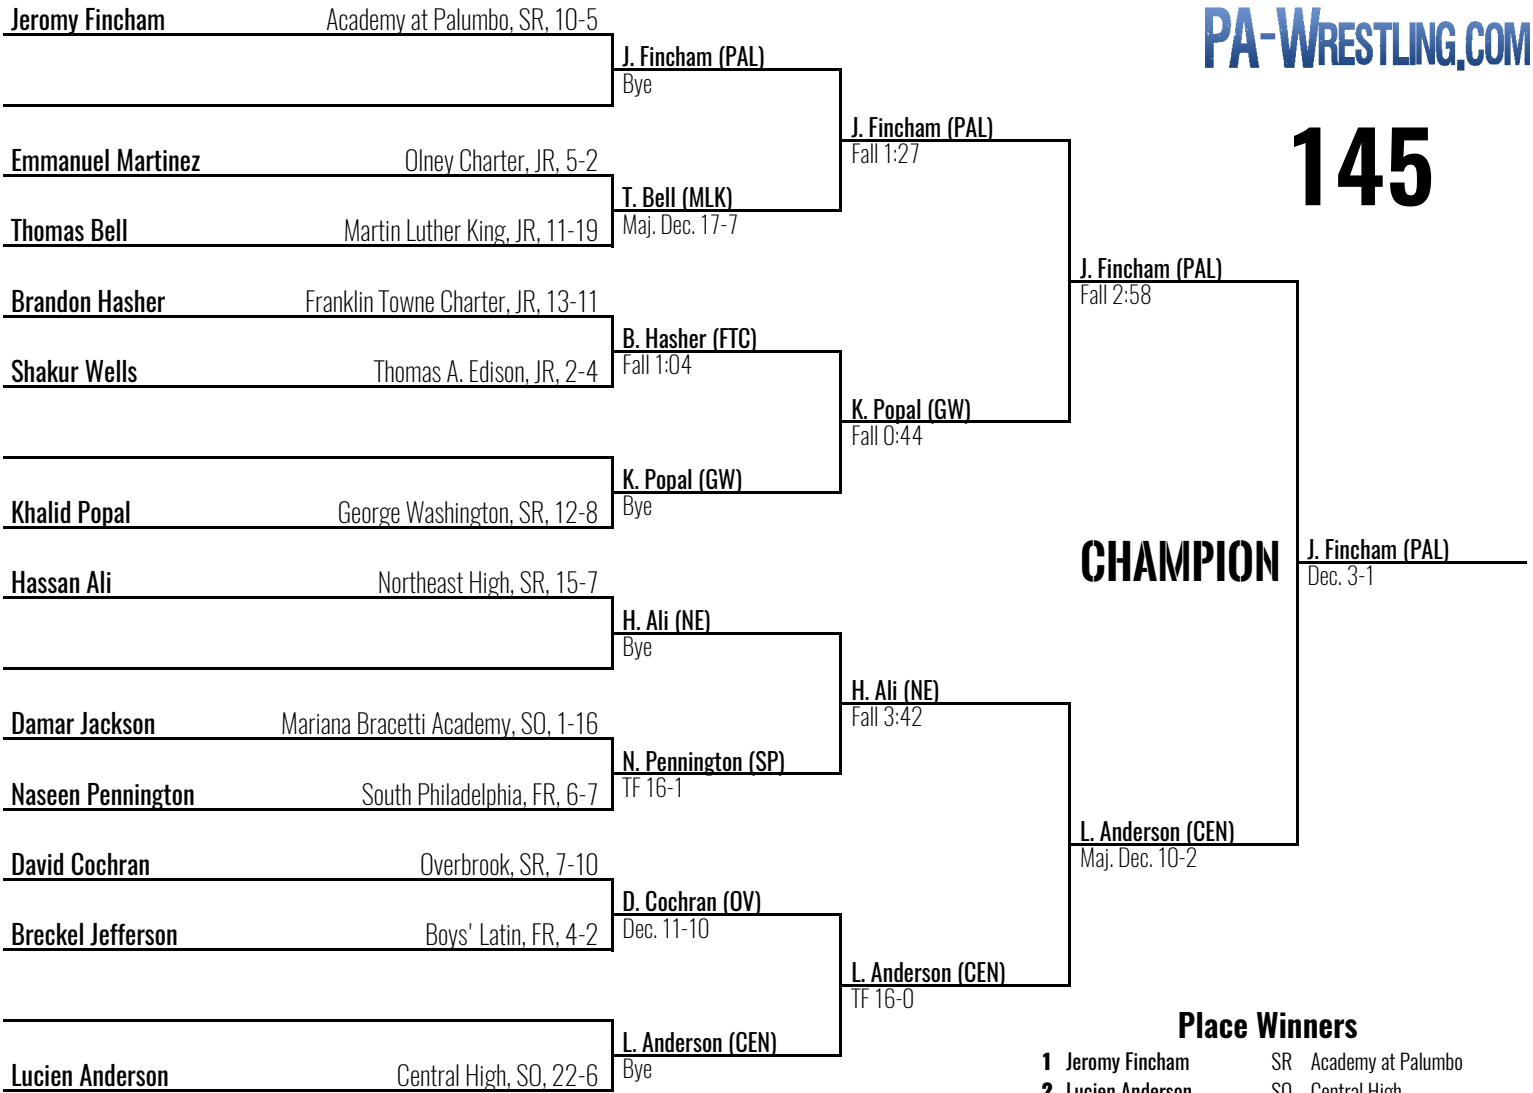 Jeromy Fincham Academy at Palumbo, SR, 10-5
J. Fincham (PAL)
Bye
PA-WRESTLING.COM
145
Emmanuel Martinez Olney Charter, JR, 5-2
J. Fincham (PAL)
Fall 1:27
T. Bell (MLK)
Maj. Dec. 17-7
Thomas Bell Martin Luther King, JR, 11-19
J. Fincham (PAL)
Fall 2:58
Brandon Hasher Franklin Towne Charter, JR, 13-11
B. Hasher (FTC)
Fall 1:04
Shakur Wells Thomas A. Edison, JR, 2-4
K. Popal (GW)
Fall 0:44
K. Popal (GW)
Bye
Khalid Popal George Washington, SR, 12-8
CHAMPION
J. Fincham (PAL)
Dec. 3-1
Hassan Ali Northeast High, SR, 15-7
H. Ali (NE)
Bye
H. Ali (NE)
Fall 3:42
Damar Jackson Mariana Bracetti Academy, SO, 1-16
N. Pennington (SP)
TF 16-1
Naseen Pennington South Philadelphia, FR, 6-7
L. Anderson (CEN)
Maj. Dec. 10-2
David Cochran Overbrook, SR, 7-10
D. Cochran (OV)
Dec. 11-10
Breckel Jefferson Boys' Latin, FR, 4-2
L. Anderson (CEN)
TF 16-0
L. Anderson (CEN)
Bye
Lucien Anderson Central High, SO, 22-6
Place Winners
1 Jeromy Fincham SR Academy at Palumbo
2 Lucien Anderson SO Central High